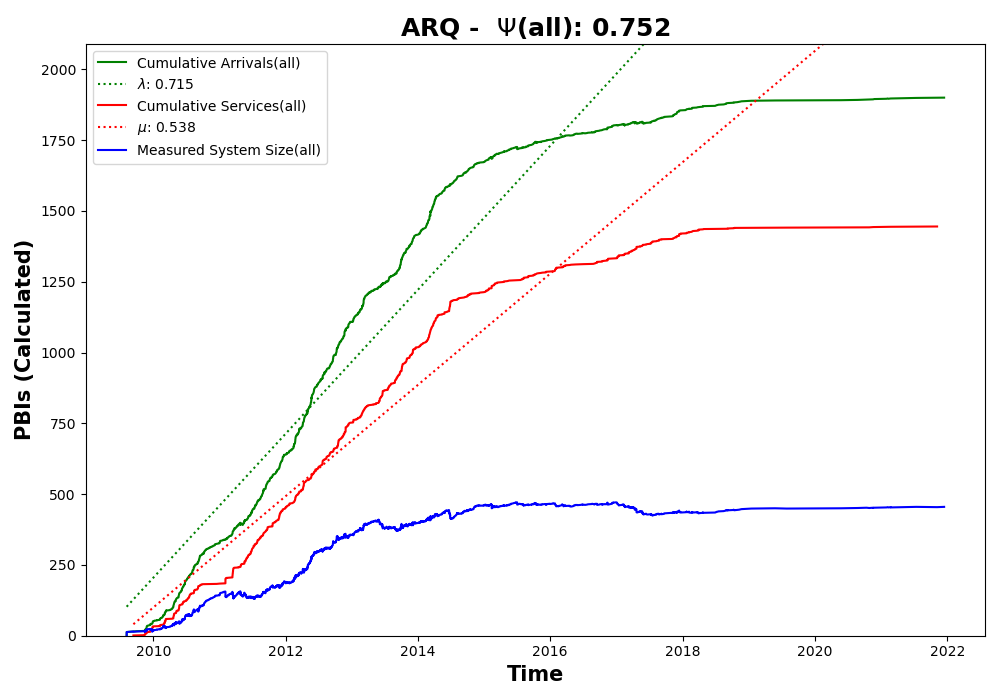 ARQ - Ψ(all): 0.752
Cumulative Arrivals(all)
λ: 0.715
Cumulative Services(all)
μ: 0.538
Measured System Size(all)
PBIs (Calculated)
2000
1750
1500
1250
1000
750
500
250
0
2010 2012 2014 2016 2018 2020 2022
Time